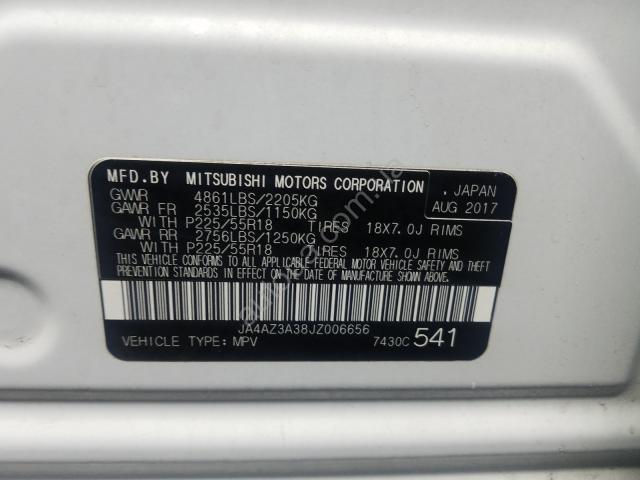 MFD.BY MITSUBISHI MOTORS CORPORATION , JAPAN
GVWR 4861LBS/2205KG AUG 2017
GAWR FR 2535LBS/1150KG
WITH P225/55R18 TIRES 18X7.0J RIMS
GAWR RR 2756LBS/1250KG
WITH P225/55R18 TIRES 18X7.0J RIMS
THIS VEHICLE CONFORMS TO ALL APPLICABLE FEDERAL MOTOR VEHICLE SAFETY AND THEFT
PREVENTION STANDARDS IN EFFECT ON THE DATE OF MANUFACTURE SHOWN ABOVE.
JA4AZ3A38JZ006656
VEHICLE TYPE: MPV 7430C 541